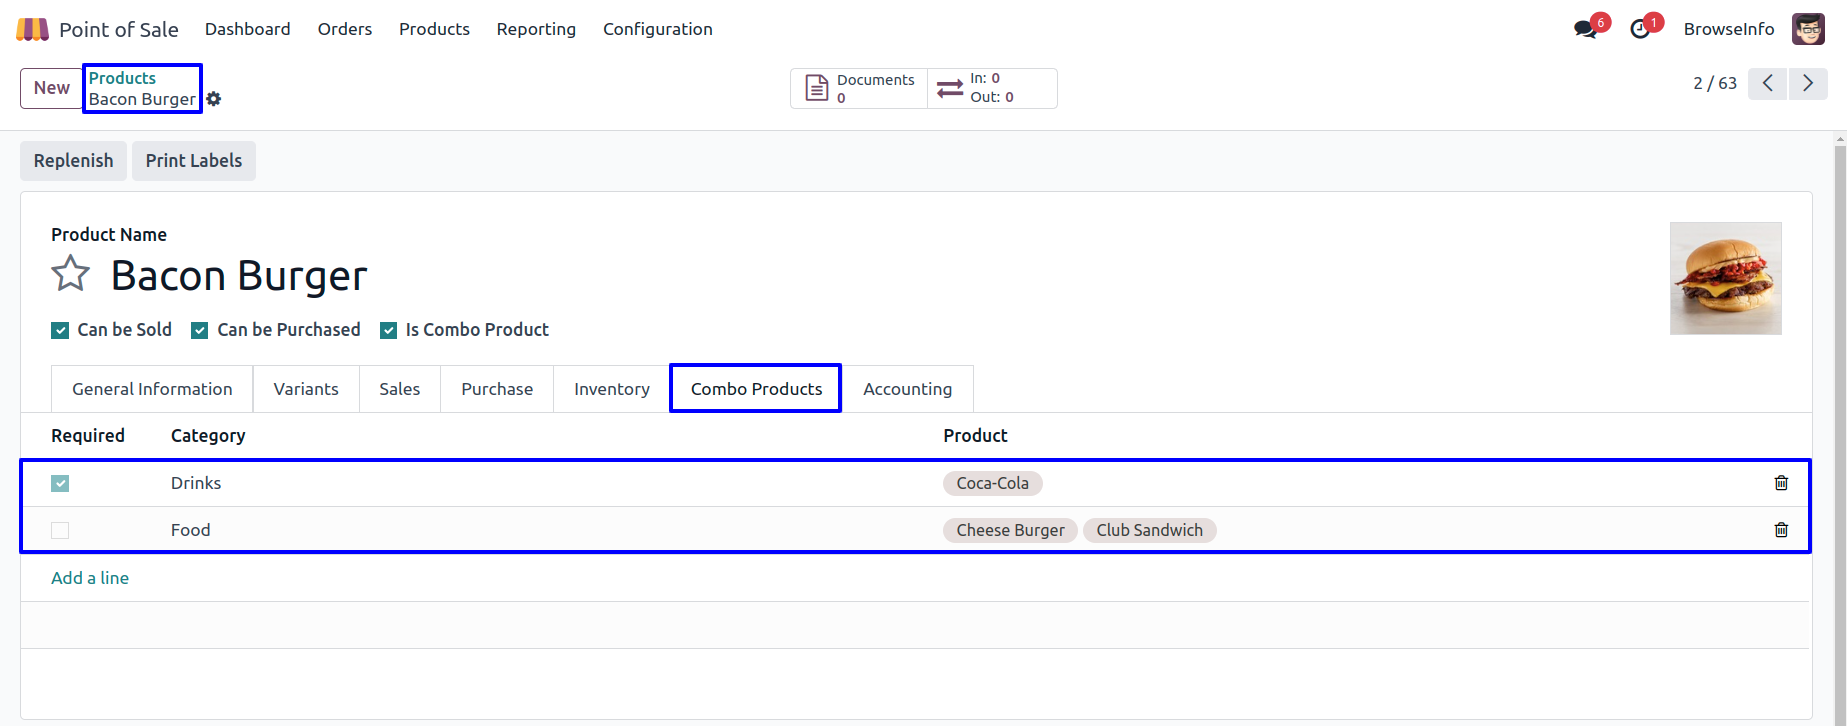 Point of Sale Dashboard Orders Products Reporting Configuration 6 1 BrowseInfo
New Products
Bacon Burger
Documents
0
In: 0
Out: 0
2 / 63
Replenish Print Labels
Product Name
Bacon Burger
Can be Sold Can be Purchased Is Combo Product
General Information Variants Sales Purchase Inventory Combo Products Accounting
Required Category Product
Drinks Coca-Cola
Food Cheese Burger Club Sandwich
Add a line